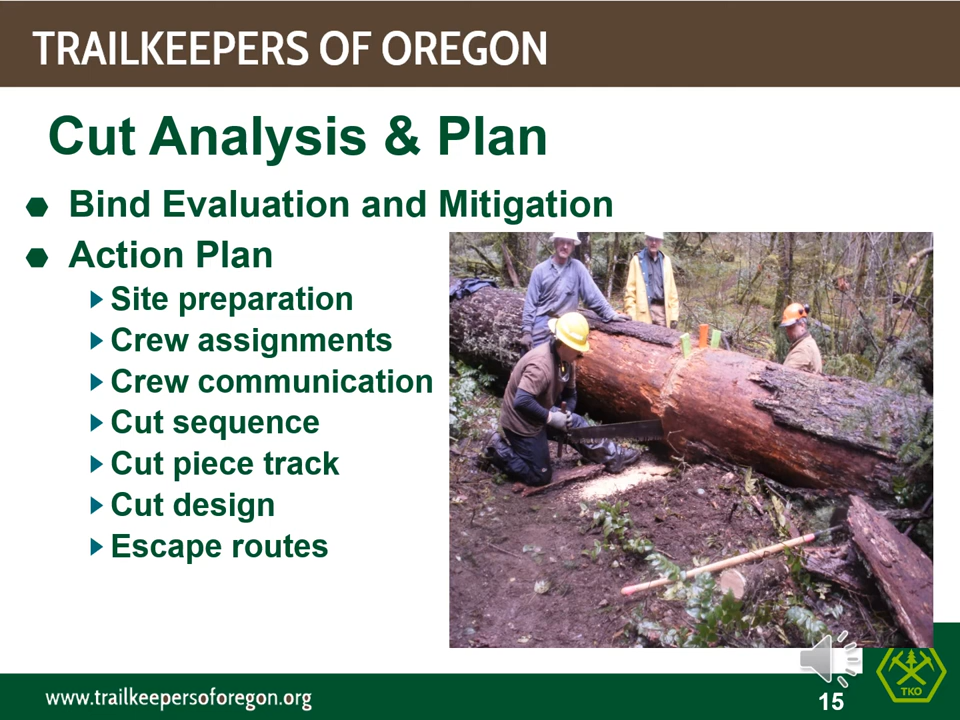 TRAILKEEPERS OF OREGON
Cut Analysis & Plan
Bind Evaluation and Mitigation
Action Plan
Site preparation
Crew assignments
Crew communication
Cut sequence
Cut piece track
Cut design
Escape routes
www.trailkeepersoforegon.org
15
TKO